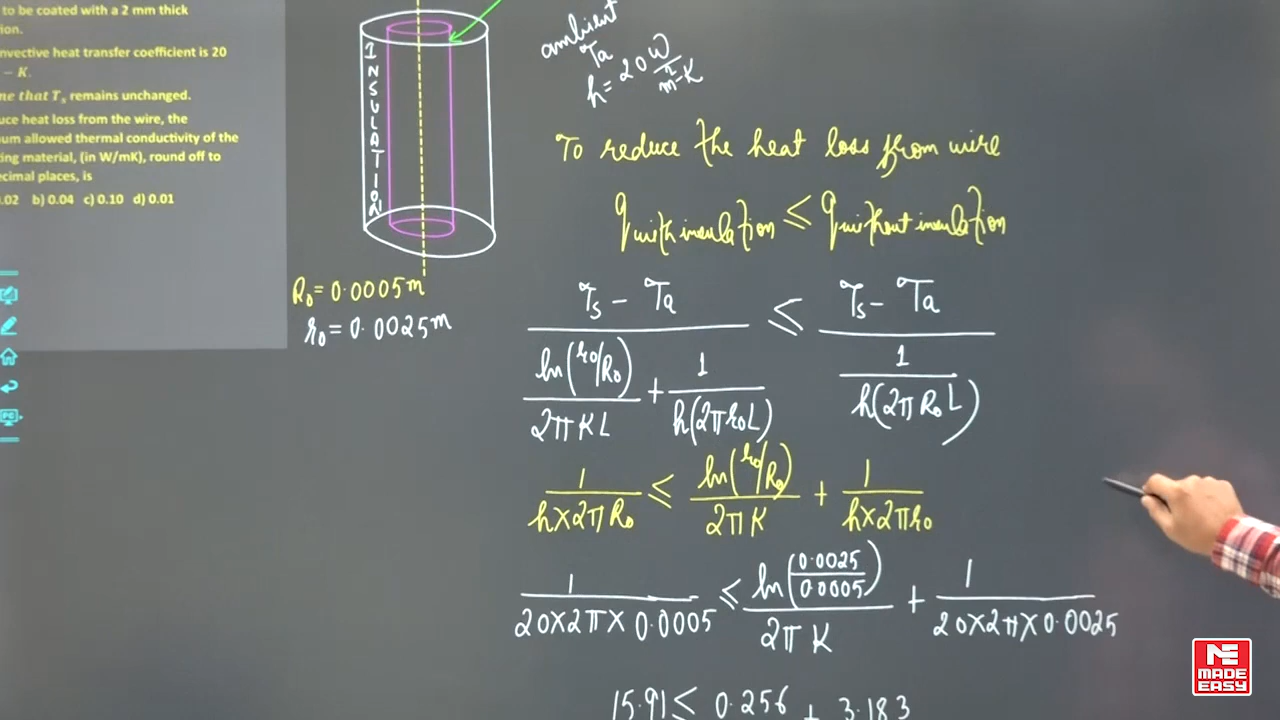 to be coated with a 2 mm thick
ion.
nvective heat transfer coefficient is 20
– K.
ne that Tₛ remains unchanged.
uce heat loss from the wire, the
um allowed thermal conductivity of the
ting material, (in W/mK), round off to
ecimal places, is
.02 b) 0.04 c) 0.10 d) 0.01
INSULATION
R₀ = 0.0005 m
r₀ = 0.0025 m
ambient
Ta
h = 20 W/m²-K
To reduce the heat loss from wire
q with insulation ≤ q without insulation
(Ts - Ta) / (ln(r₀/R₀)/(2πKL) + 1/(h(2πr₀L))) ≤ (Ts - Ta) / (1/(h(2πR₀L)))
1/(h×2πR₀) ≤ ln(r₀/R₀)/(2πK) + 1/(h×2πr₀)
1/(20×2π×0.0005) ≤ ln(0.0025/0.0005)/(2πK) + 1/(20×2π×0.0025)
15.91 ≤ 0.256 + 3.183
PC
MADE
EASY